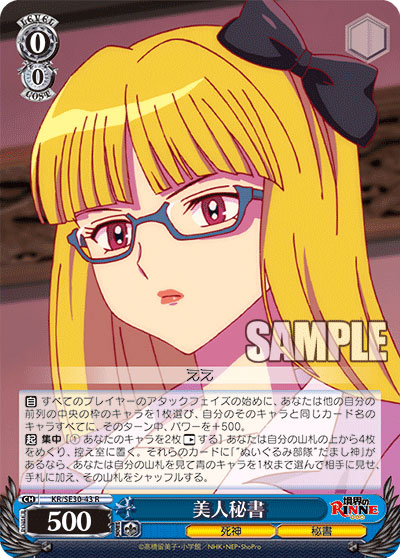 LEVEL
0
0
COST
SAMPLE
ええ
自 すべてのプレイヤーのアタックフェイズの始めに、あなたは他の自分の
前列の中央の枠のキャラを1枚選び、自分のそのキャラと同じカード名の
キャラすべてに、そのターン中、パワーを+500。
起 集中 [① あなたのキャラを2枚レストする] あなたは自分の山札の上から4枚
をめくり、控え室に置く。それらのカードに「“ぬいぐるみ部隊”だまし神」が
あるなら、あなたは自分の山札を見て青のキャラを1枚まで選んで相手に見せ、
手札に加え、その山札をシャッフルする。
GH KR/SE30-43 R
500
美人秘書
境界の
RINNE
死神
秘書
©高橋留美子・小学館/NHK・NEP・ShoPro